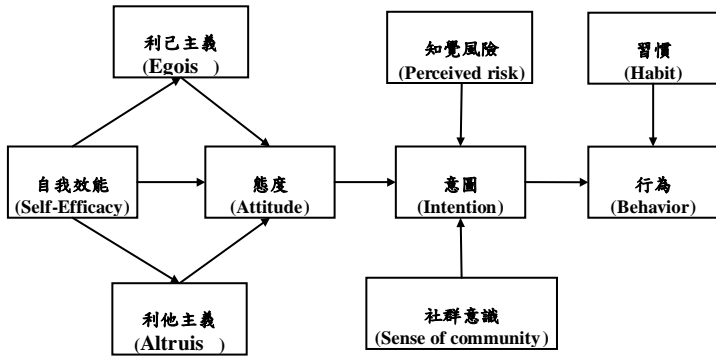 利己主義
(Egois )
知覺風險
(Perceived risk)
習慣
(Habit)
自我效能
(Self-Efficacy)
態度
(Attitude)
意圖
(Intention)
行為
(Behavior)
利他主義
(Altruis )
社群意識
(Sense of community)